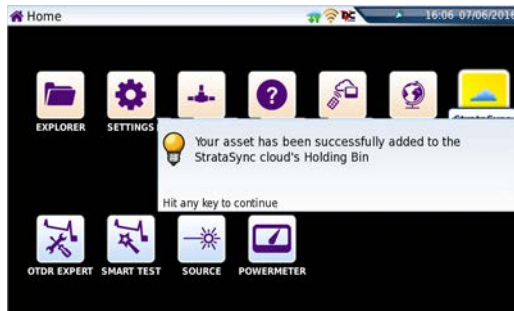 Home
16:06 07/06/2016
EXPLORER SETTINGS
Your asset has been successfully added to the
StrataSync cloud's Holding Bin
Hit any key to continue
OTDR EXPERT SMART TEST SOURCE POWERMETER